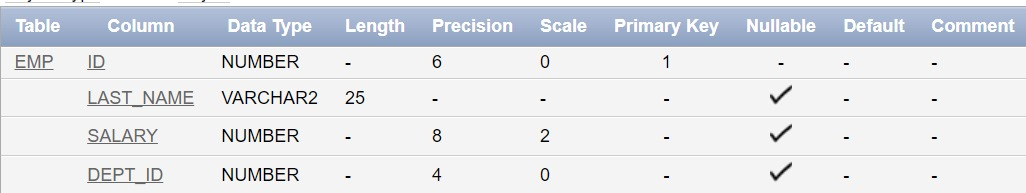 Table Column Data Type Length Precision Scale Primary Key Nullable Default Comment
EMP ID NUMBER - 6 0 1 - - -
LAST_NAME VARCHAR2 25 - - - ✓ - -
SALARY NUMBER - 8 2 - ✓ - -
DEPT_ID NUMBER - 4 0 - ✓ - -